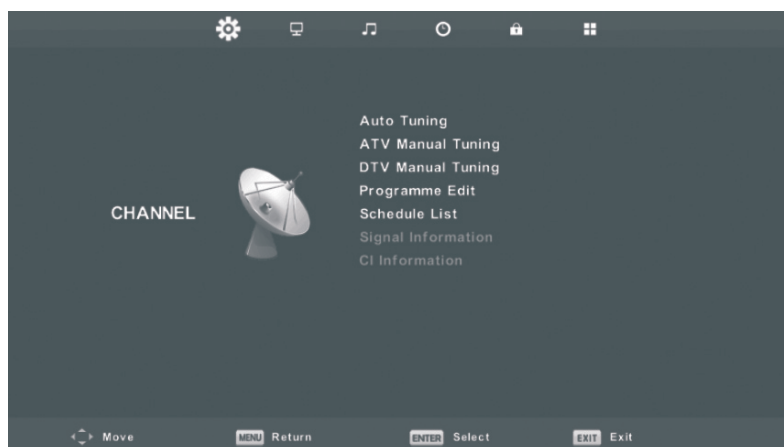 Auto Tuning
ATV Manual Tuning
DTV Manual Tuning
Programme Edit
CHANNEL
Schedule List
Signal Information
CI Information
Move
MENU Return
ENTER Select
EXIT Exit